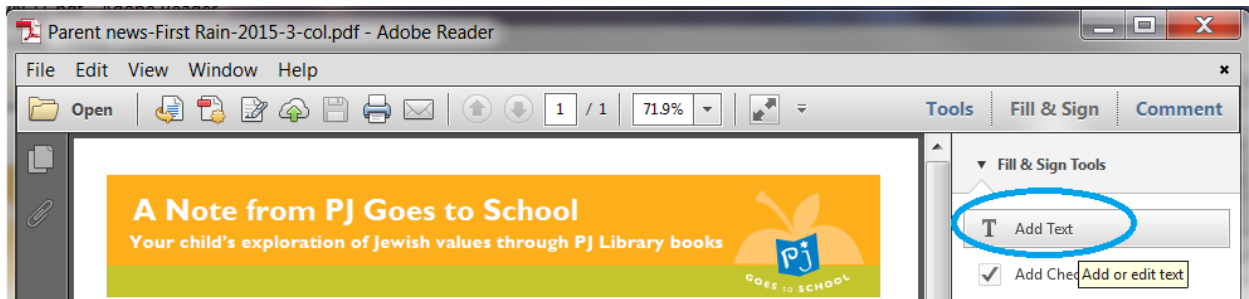 Parent news-First Rain-2015-3-col.pdf - Adobe Reader
File Edit View Window Help
Open 1 / 1 71.9% Tools Fill & Sign Comment
Fill & Sign Tools
A Note from PJ Goes to School
Your child's exploration of Jewish values through PJ Library books
PJ
GOES to SCHOOL
T Add Text
Add Chec
Add or edit text